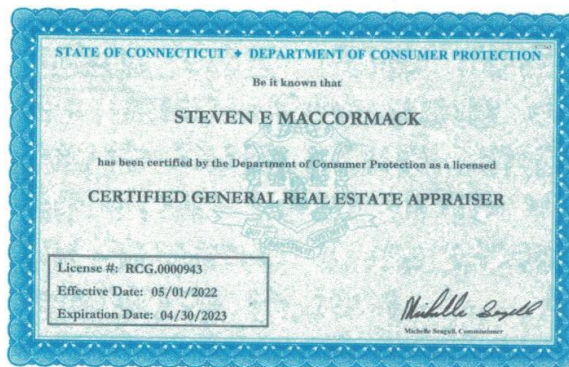 STATE OF CONNECTICUT ✦ DEPARTMENT OF CONSUMER PROTECTION
Be it known that
STEVEN E MACCORMACK
has been certified by the Department of Consumer Protection as a licensed
CERTIFIED GENERAL REAL ESTATE APPRAISER
License #: RCG.0000943
Effective Date: 05/01/2022
Expiration Date: 04/30/2023
Michelle Seagull
Michelle Seagull, Commissioner